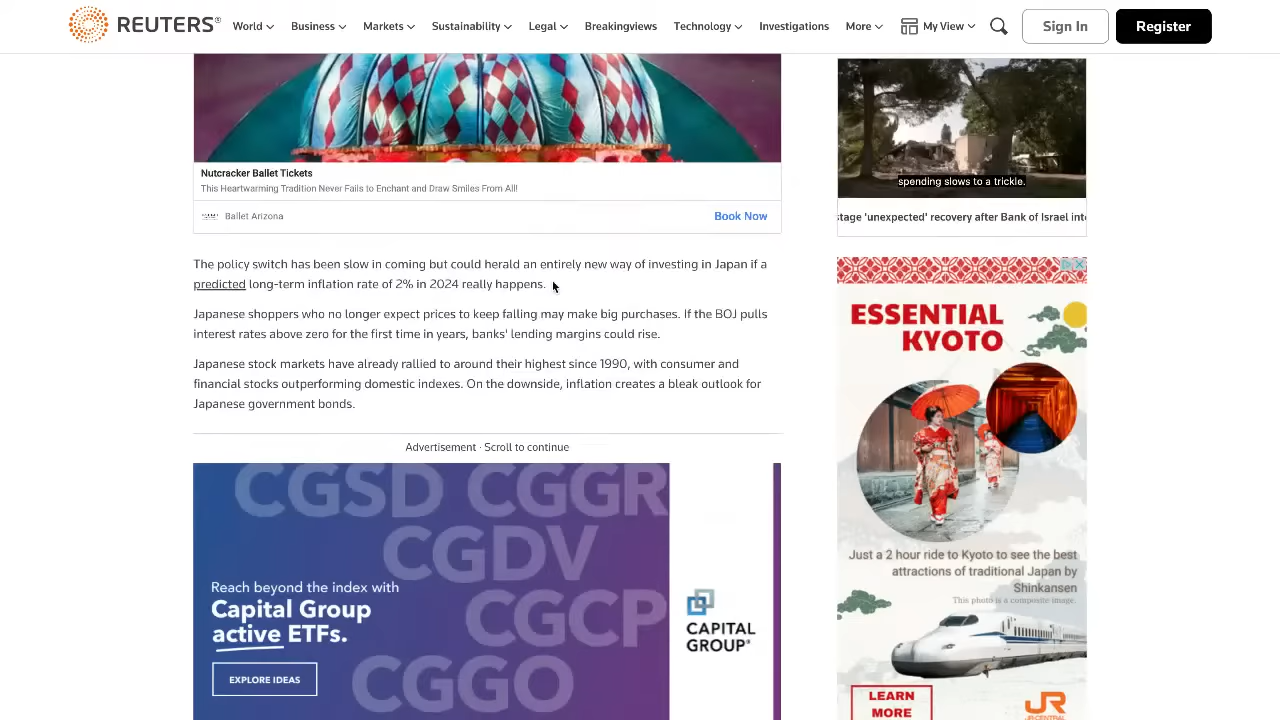 REUTERS®
World
Business
Markets
Sustainability
Legal
Breakingviews
Technology
Investigations
More
My View
Sign In
Register
Nutcracker Ballet Tickets
This Heartwarming Tradition Never Fails to Enchant and Draw Smiles From All!
Ballet Arizona
Book Now
The policy switch has been slow in coming but could herald an entirely new way of investing in Japan if a
predicted long-term inflation rate of 2% in 2024 really happens.
Japanese shoppers who no longer expect prices to keep falling may make big purchases. If the BOJ pulls
interest rates above zero for the first time in years, banks' lending margins could rise.
Japanese stock markets have already rallied to around their highest since 1990, with consumer and
financial stocks outperforming domestic indexes. On the downside, inflation creates a bleak outlook for
Japanese government bonds.
Advertisement · Scroll to continue
CGSD CGGR
CGDV
CGCP
CGGO
Reach beyond the index with
Capital Group
active ETFs.
EXPLORE IDEAS
CAPITAL
GROUP®
spending slows to a trickle.
stage 'unexpected' recovery after Bank of Israel inte
ESSENTIAL
KYOTO
Just a 2 hour ride to Kyoto to see the best
attractions of traditional Japan by
Shinkansen
This photo is a composite image.
LEARN
MORE
JR
JR-CENTRAL